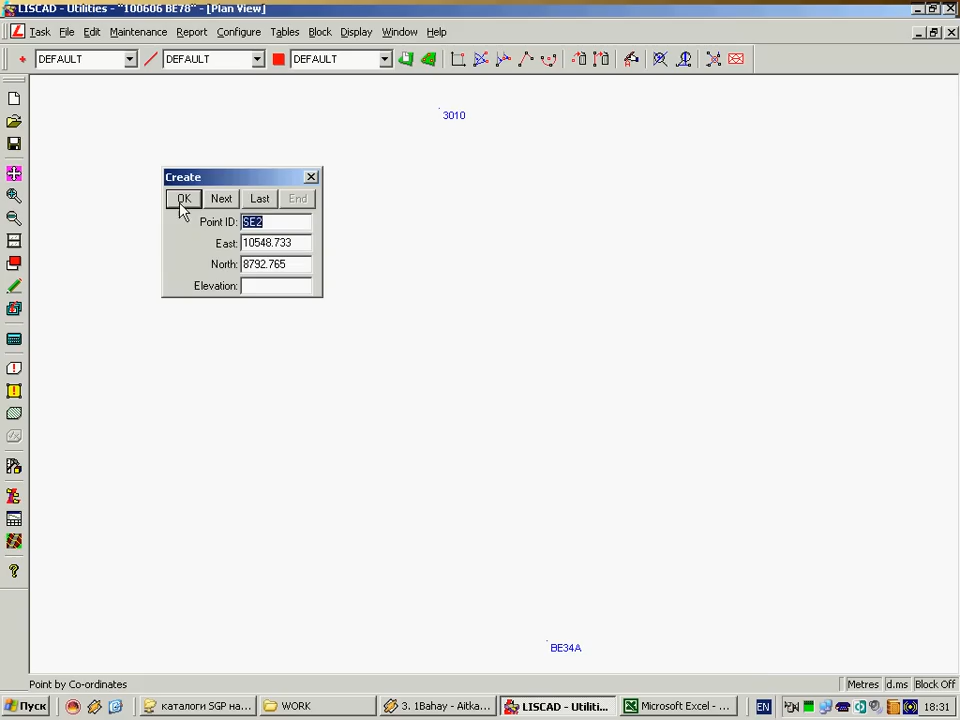 LISCAD - Utilities - "100606 BE78" - [Plan View]
Task File Edit Maintenance Report Configure Tables Block Display Window Help
DEFAULT DEFAULT DEFAULT
3010
Create
OK Next Last End
Point ID: SE2
East: 10548.733
North: 8792.765
Elevation:
BE34A
Point by Co-ordinates Metres d.ms Block Off
Пуск каталоги SGP на... WORK 3. 1Bahay - Aitka... LISCAD - Utiliti... Microsoft Excel - ... EN 18:31